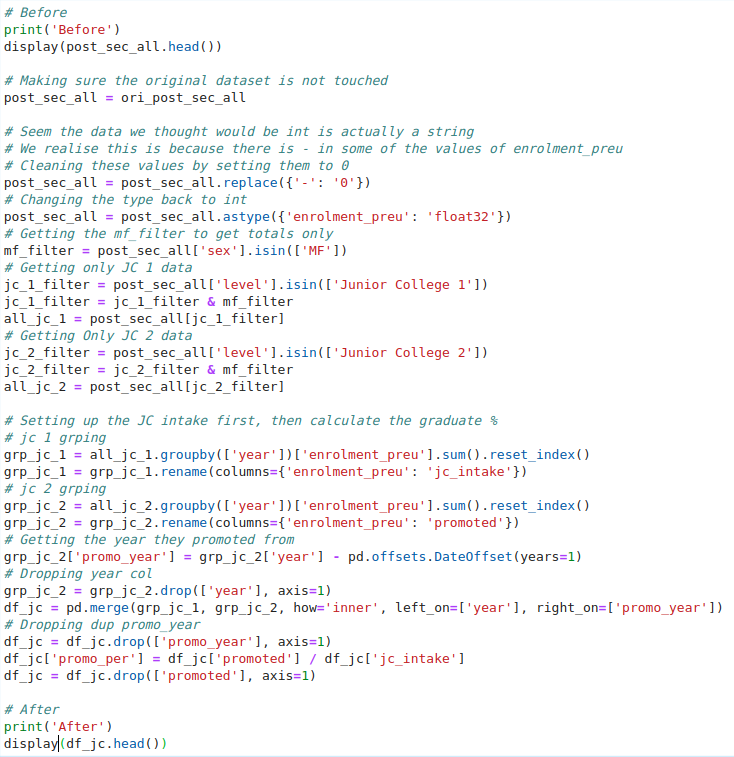 # Before
print('Before')
display(post_sec_all.head())

# Making sure the original dataset is not touched
post_sec_all = ori_post_sec_all

# Seem the data we thought would be int is actually a string
# We realise this is because there is - in some of the values of enrolment_preu
# Cleaning these values by setting them to 0
post_sec_all = post_sec_all.replace({'-': '0'})
# Changing the type back to int
post_sec_all = post_sec_all.astype({'enrolment_preu': 'float32'})
# Getting the mf_filter to get totals only
mf_filter = post_sec_all['sex'].isin(['MF'])
# Getting only JC 1 data
jc_1_filter = post_sec_all['level'].isin(['Junior College 1'])
jc_1_filter = jc_1_filter & mf_filter
all_jc_1 = post_sec_all[jc_1_filter]
# Getting Only JC 2 data
jc_2_filter = post_sec_all['level'].isin(['Junior College 2'])
jc_2_filter = jc_2_filter & mf_filter
all_jc_2 = post_sec_all[jc_2_filter]

# Setting up the JC intake first, then calculate the graduate %
# jc 1 grping
grp_jc_1 = all_jc_1.groupby(['year'])['enrolment_preu'].sum().reset_index()
grp_jc_1 = grp_jc_1.rename(columns={'enrolment_preu': 'jc_intake'})
# jc 2 grping
grp_jc_2 = all_jc_2.groupby(['year'])['enrolment_preu'].sum().reset_index()
grp_jc_2 = grp_jc_2.rename(columns={'enrolment_preu': 'promoted'})
# Getting the year they promoted from
grp_jc_2['promo_year'] = grp_jc_2['year'] - pd.offsets.DateOffset(years=1)
# Dropping year col
grp_jc_2 = grp_jc_2.drop(['year'], axis=1)
df_jc = pd.merge(grp_jc_1, grp_jc_2, how='inner', left_on=['year'], right_on=['promo_year'])
# Dropping dup promo_year
df_jc = df_jc.drop(['promo_year'], axis=1)
df_jc['promo_per'] = df_jc['promoted'] / df_jc['jc_intake']
df_jc = df_jc.drop(['promoted'], axis=1)

# After
print('After')
display(df_jc.head())